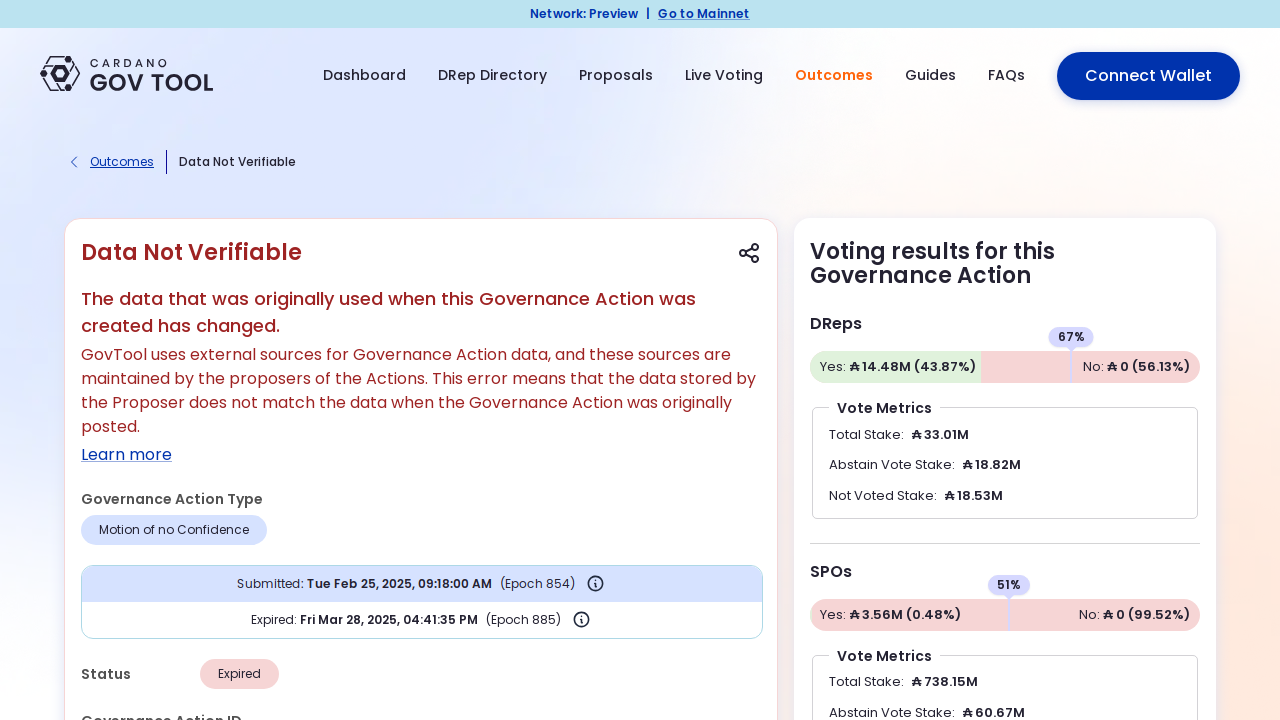 Network: Preview | Go to Mainnet
CARDANO
GOV TOOL
Dashboard
DRep Directory
Proposals
Live Voting
Outcomes
Guides
FAQs
Connect Wallet
Outcomes
Data Not Verifiable
Data Not Verifiable
The data that was originally used when this Governance Action was
created has changed.
GovTool uses external sources for Governance Action data, and these sources are
maintained by the proposers of the Actions. This error means that the data stored by
the Proposer does not match the data when the Governance Action was originally
posted.
Learn more
Governance Action Type
Motion of no Confidence
Submitted: Tue Feb 25, 2025, 09:18:00 AM (Epoch 854)
Expired: Fri Mar 28, 2025, 04:41:35 PM (Epoch 885)
Status
Expired
Governance Action ID
Voting results for this
Governance Action
DReps
67%
Yes: ₳ 14.48M (43.87%)
No: ₳ 0 (56.13%)
Vote Metrics
Total Stake: ₳ 33.01M
Abstain Vote Stake: ₳ 18.82M
Not Voted Stake: ₳ 18.53M
SPOs
51%
Yes: ₳ 3.56M (0.48%)
No: ₳ 0 (99.52%)
Vote Metrics
Total Stake: ₳ 738.15M
Abstain Vote Stake: ₳ 60.67M